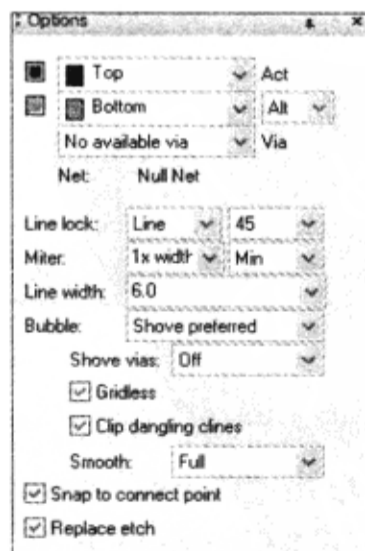 Options
Top Act
Bottom Alt
No available via Via
Net: Null Net
Line lock: Line 45
Miter: 1x width Min
Line width: 6.0
Bubble: Shove preferred
Shove vias: Off
Gridless
Clip dangling clines
Smooth: Full
Snap to connect point
Replace etch